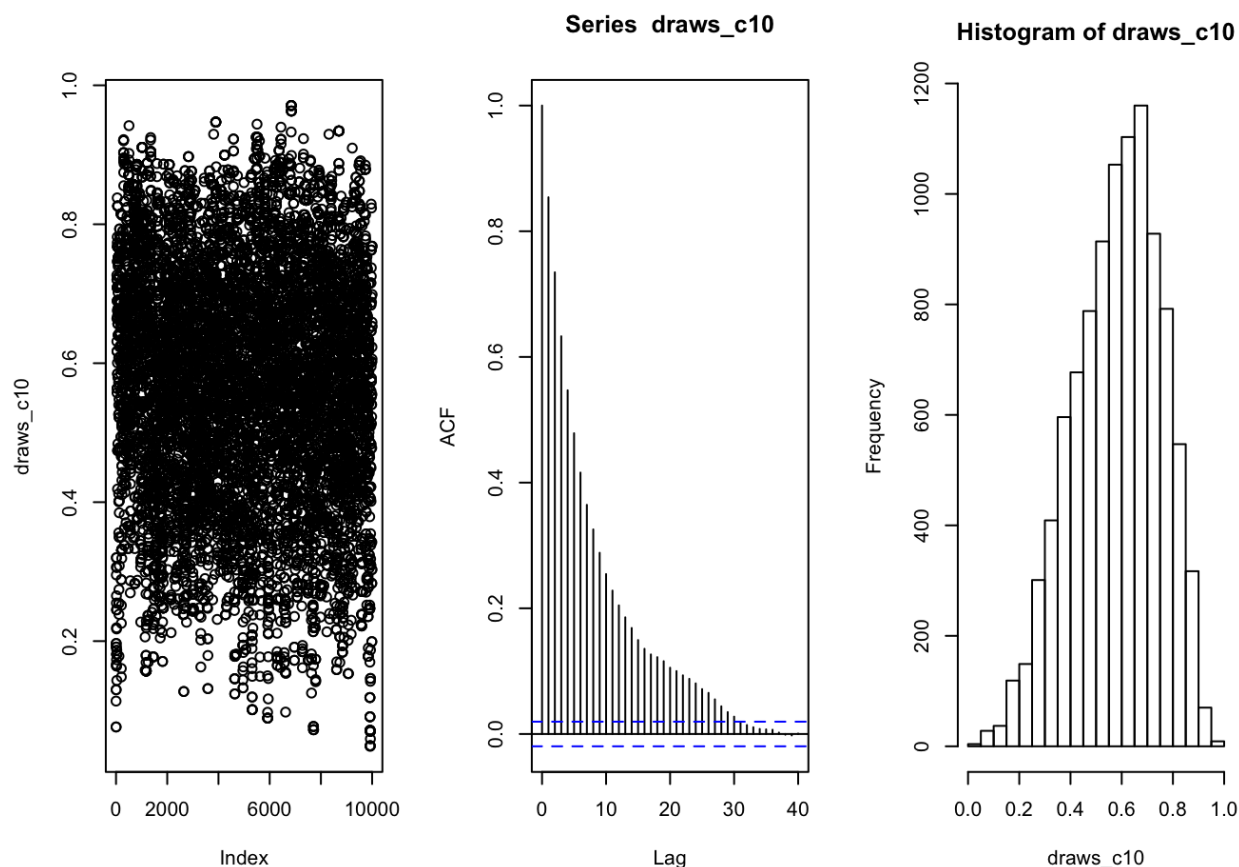 draws_c10
0.2 0.4 0.6 0.8 1.0
0 2000 6000 10000
Index
Series draws_c10
ACF
0.0 0.2 0.4 0.6 0.8 1.0
0 10 20 30 40
Lag
Histogram of draws_c10
Frequency
0 200 400 600 800 1000 1200
0.0 0.2 0.4 0.6 0.8 1.0
draws_c10